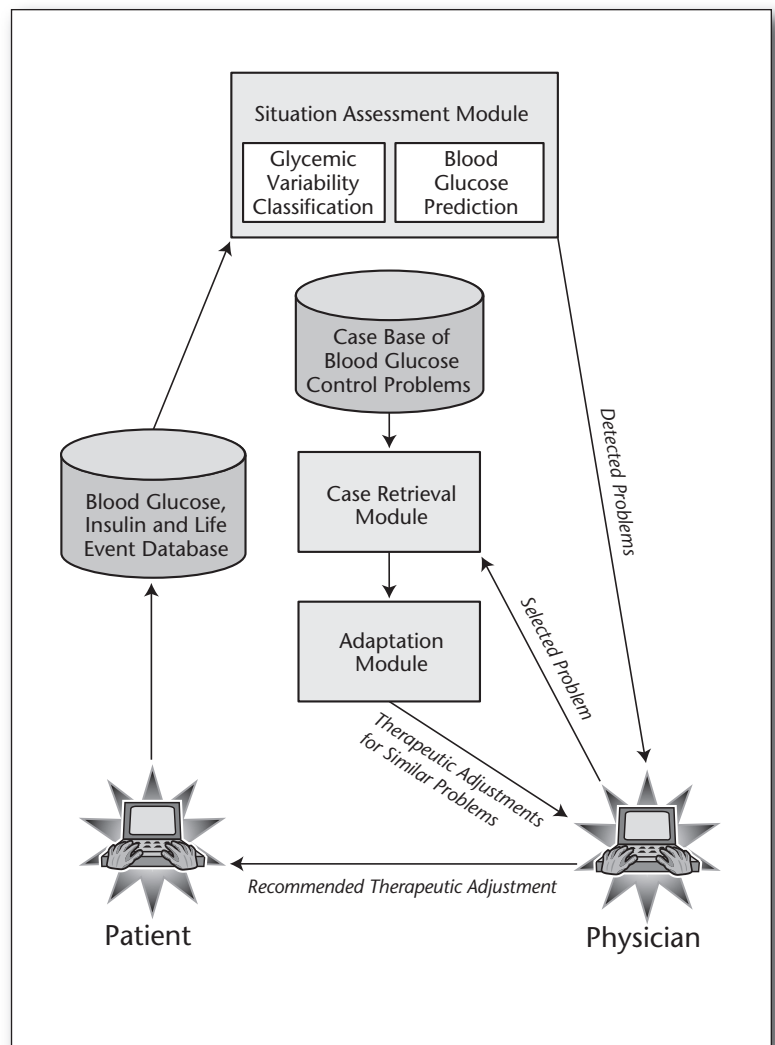 Situation Assessment Module
Glycemic
Variability
Classification
Blood
Glucose
Prediction
Case Base of
Blood Glucose
Control Problems
Blood Glucose,
Insulin and Life
Event Database
Case Retrieval
Module
Detected Problems
Selected Problem
Adaptation
Module
Therapeutic Adjustments
for Similar Problems
Recommended Therapeutic Adjustment
Patient
Physician